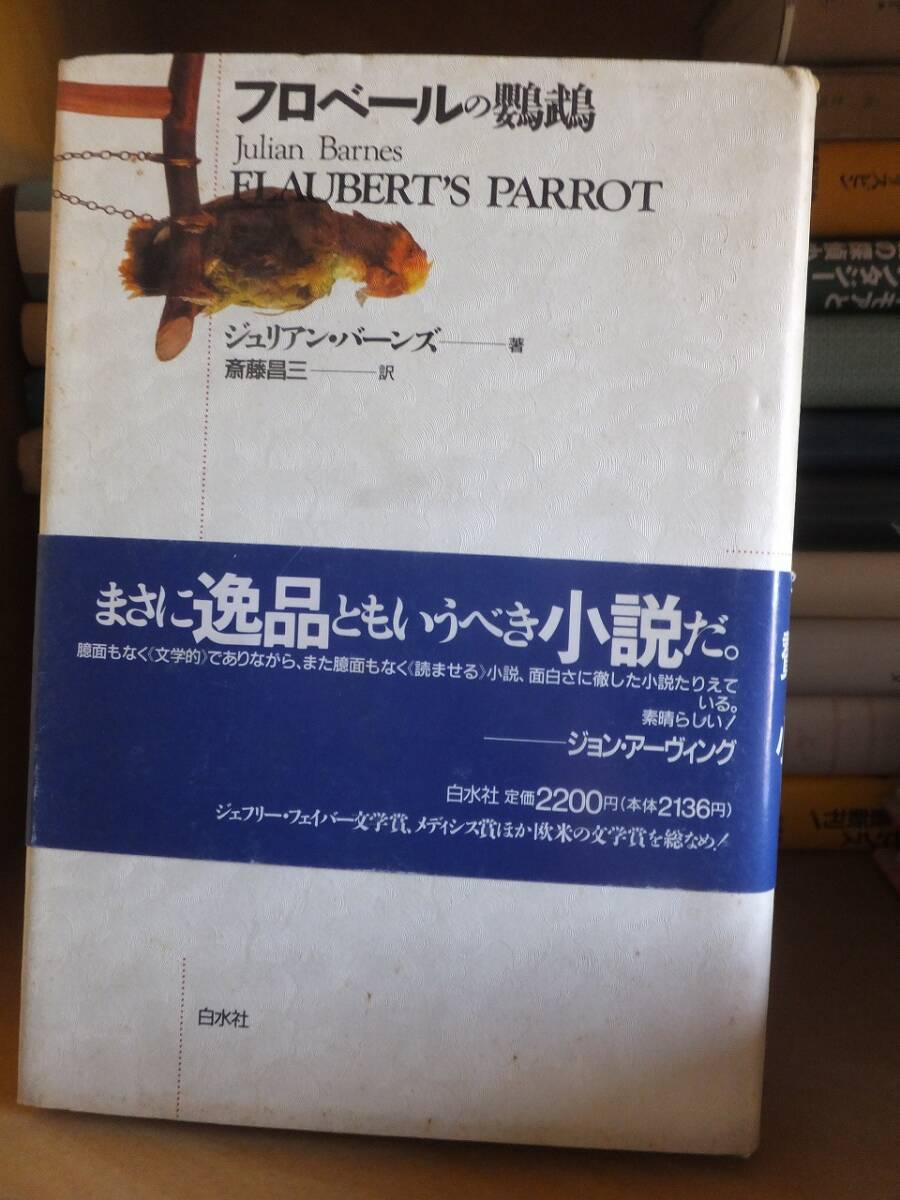 フロベールの鸚鵡
Julian Barnes
FLAUBERT'S PARROT
ジュリアン・バーンズ――著
斎藤昌三――訳
まさに逸品ともいうべき小説だ。
臆面もなく《文学的》でありながら、また臆面もなく《読ませる》小説、面白さに徹した小説たりえて
いる。
素晴らしい!
――ジョン・アーヴィング
白水社 定価2200円(本体2136円)
ジェフリー・フェイバー文学賞、メディシス賞ほか欧米の文学賞を総なめ!
白水社